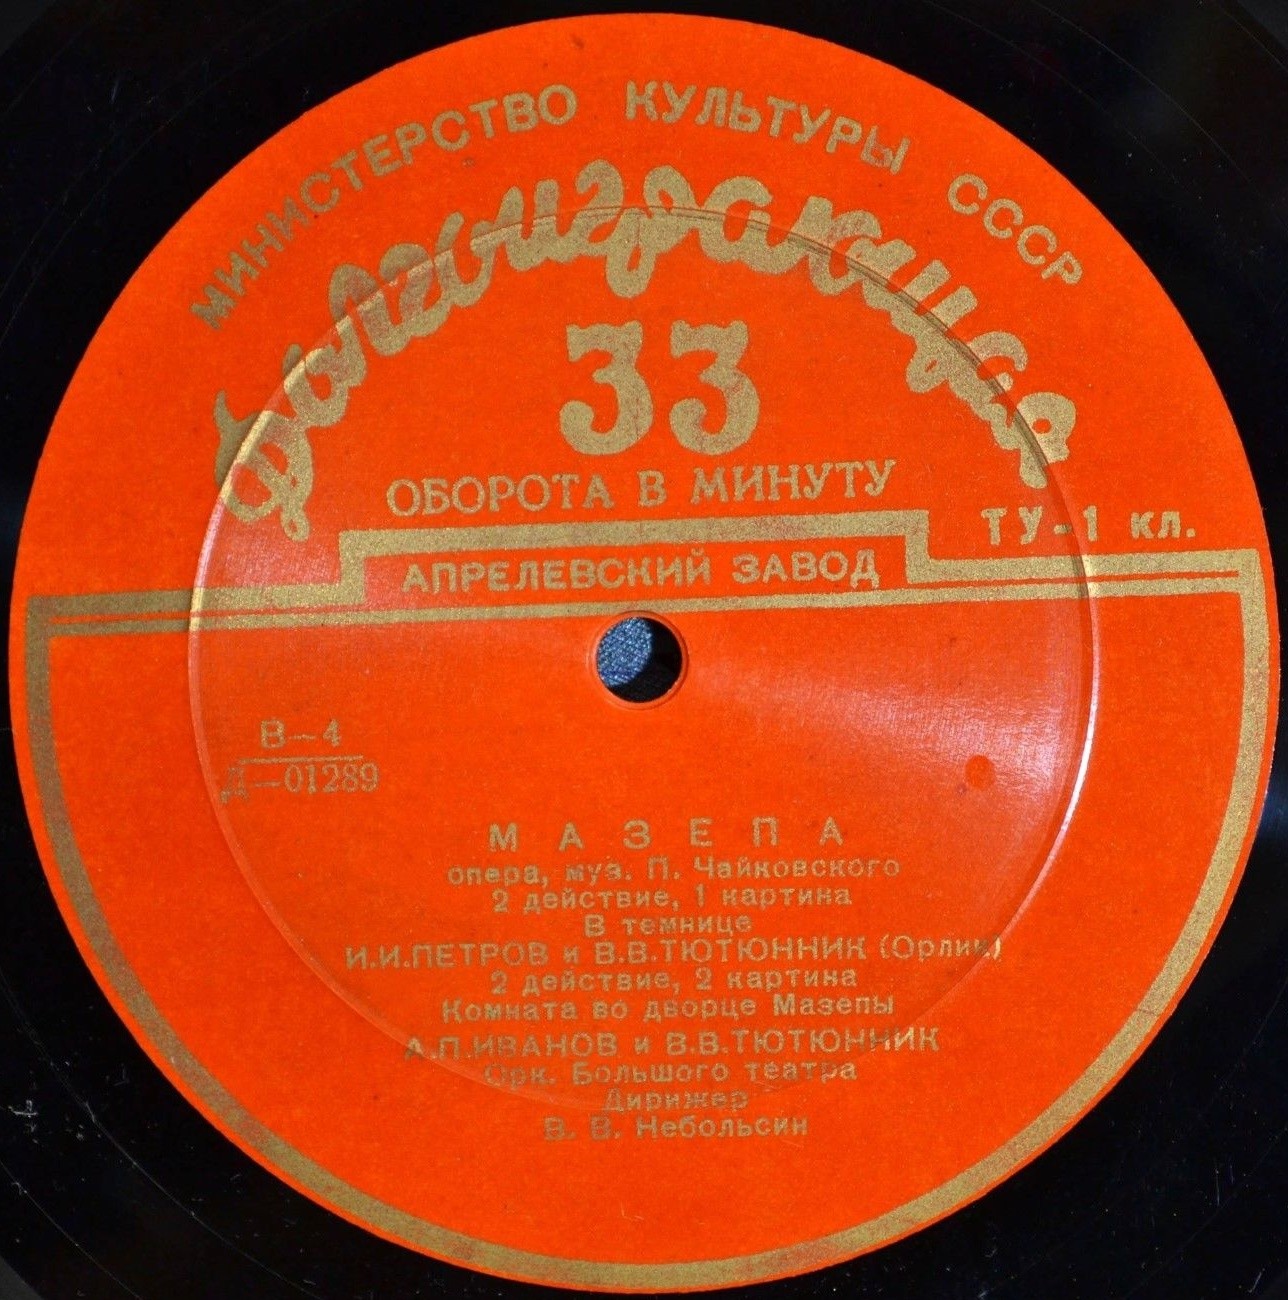 МИНИСТЕРСТВО КУЛЬТУРЫ СССР
Долгоиграющая
33
ОБОРОТА В МИНУТУ
ТУ-1 кл.
АПРЕЛЕВСКИЙ ЗАВОД
В—4
Д—01289
МАЗЕПА
опера, муз. П. Чайковского
2 действие, 1 картина
В темнице
И.И.ПЕТРОВ и В.В.ТЮТЮННИК (Орлик)
2 действие, 2 картина
Комната во дворце Мазепы
А.П.ИВАНОВ и В.В.ТЮТЮННИК
Орк. Большого театра
Дирижер
В. В. Небольсин